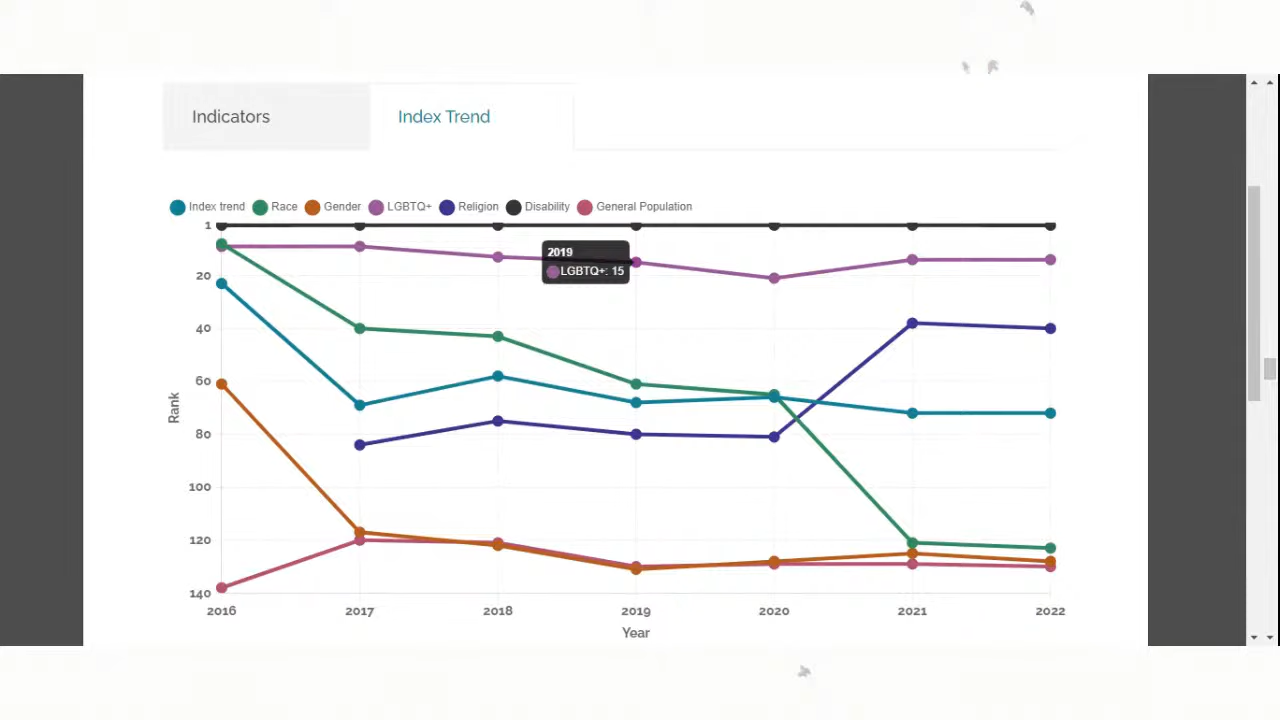 Indicators
Index Trend
Index trend Race Gender LGBTQ+ Religion Disability General Population
1
2019
LGBTQ+: 15
20
40
60
80
100
120
140
Rank
2016 2017 2018 2019 2020 2021 2022
Year